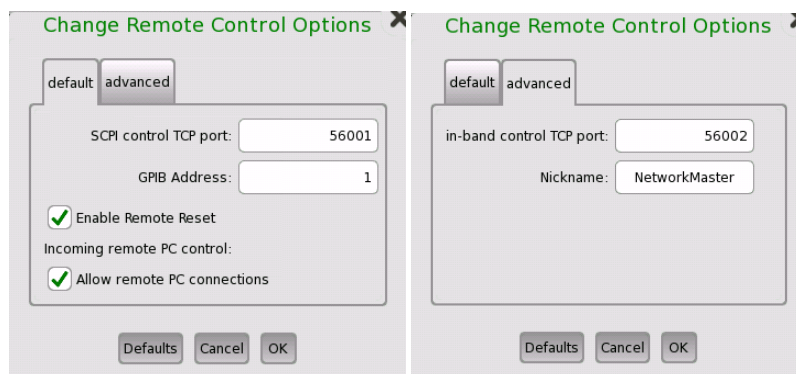 Change Remote Control Options
default advanced
SCPI control TCP port: 56001
GPIB Address: 1
Enable Remote Reset
Incoming remote PC control:
Allow remote PC connections
Defaults Cancel OK
Change Remote Control Options
default advanced
in-band control TCP port: 56002
Nickname: NetworkMaster
Defaults Cancel OK